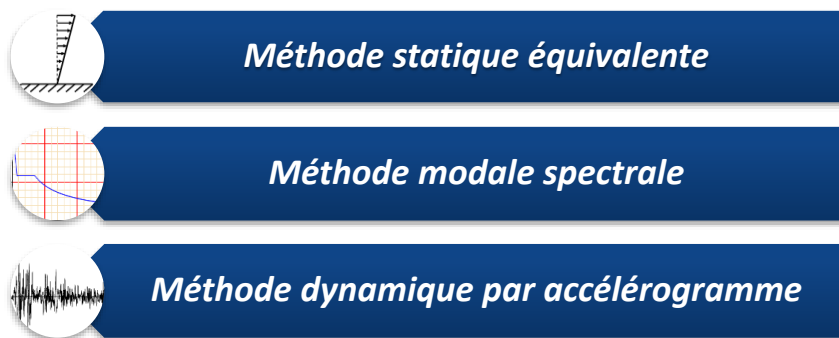 Méthode statique équivalente
Méthode modale spectrale
Méthode dynamique par accélérogramme